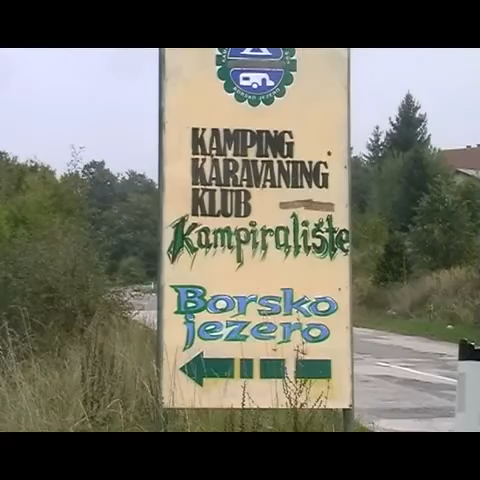 KAMPING
KARAVANING
KLUB
Kampiralište
Borsko
jezero